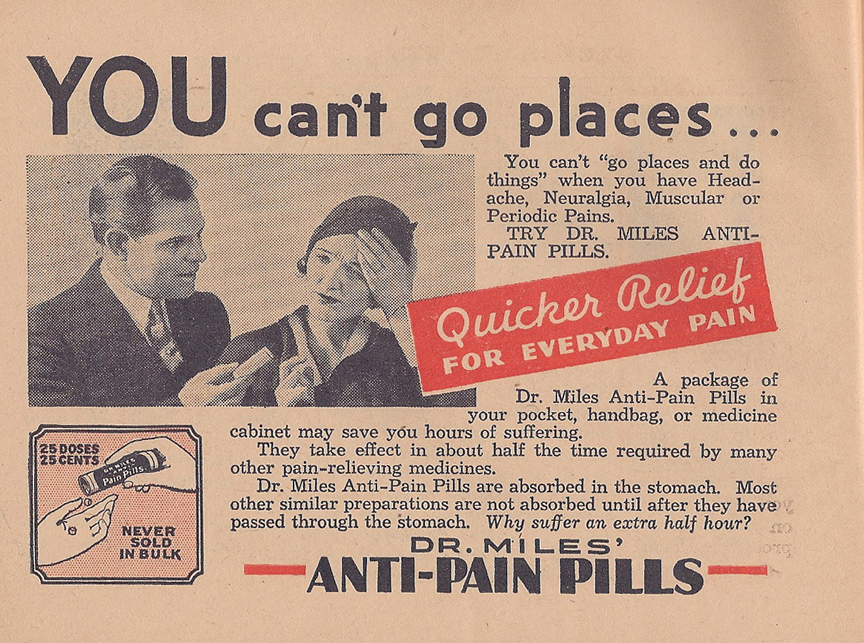 YOU can't go places...
You can't "go places and do
things" when you have Head-
ache, Neuralgia, Muscular or
Periodic Pains.
TRY DR. MILES ANTI-
PAIN PILLS.
Quicker Relief
FOR EVERYDAY PAIN
A package of
Dr. Miles Anti-Pain Pills in
your pocket, handbag, or medicine
cabinet may save you hours of suffering.
They take effect in about half the time required by many
other pain-relieving medicines.
Dr. Miles Anti-Pain Pills are absorbed in the stomach. Most
other similar preparations are not absorbed until after they have
passed through the stomach. Why suffer an extra half hour?
25 DOSES
25 CENTS
DR. MILES
Pain Pills.
NEVER
SOLD
IN BULK
DR. MILES'
ANTI-PAIN PILLS